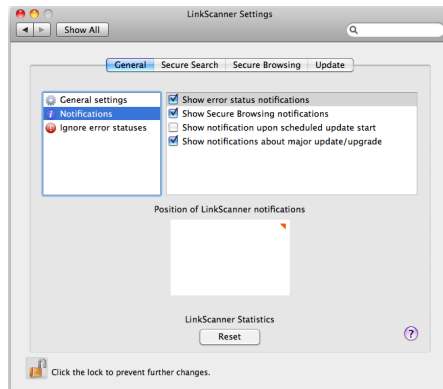 LinkScanner Settings
Show All
General Secure Search Secure Browsing Update
General settings
Notifications
Ignore error statuses
Show error status notifications
Show Secure Browsing notifications
Show notification upon scheduled update start
Show notifications about major update/upgrade
Position of LinkScanner notifications
LinkScanner Statistics
Reset
?
Click the lock to prevent further changes.